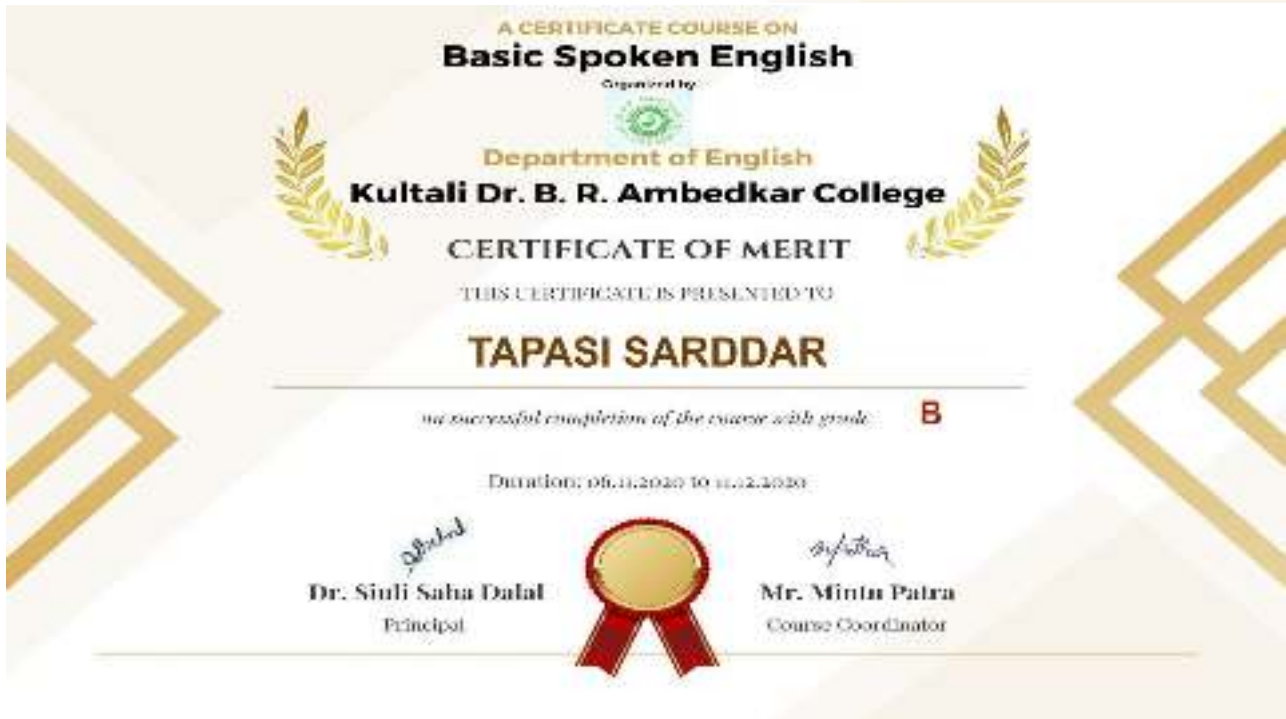 A CERTIFICATE COURSE ON
Basic Spoken English
Organized by
Department of English
Kultali Dr. B. R. Ambedkar College
CERTIFICATE OF MERIT
THIS CERTIFICATE IS PRESENTED TO
TAPASI SARDDAR
on successful completion of the course with grade B
Duration: 06.11.2020 to 11.12.2020
Dr. Siuli Saha Dalal Mr. Mintu Patra
Principal Course Coordinator